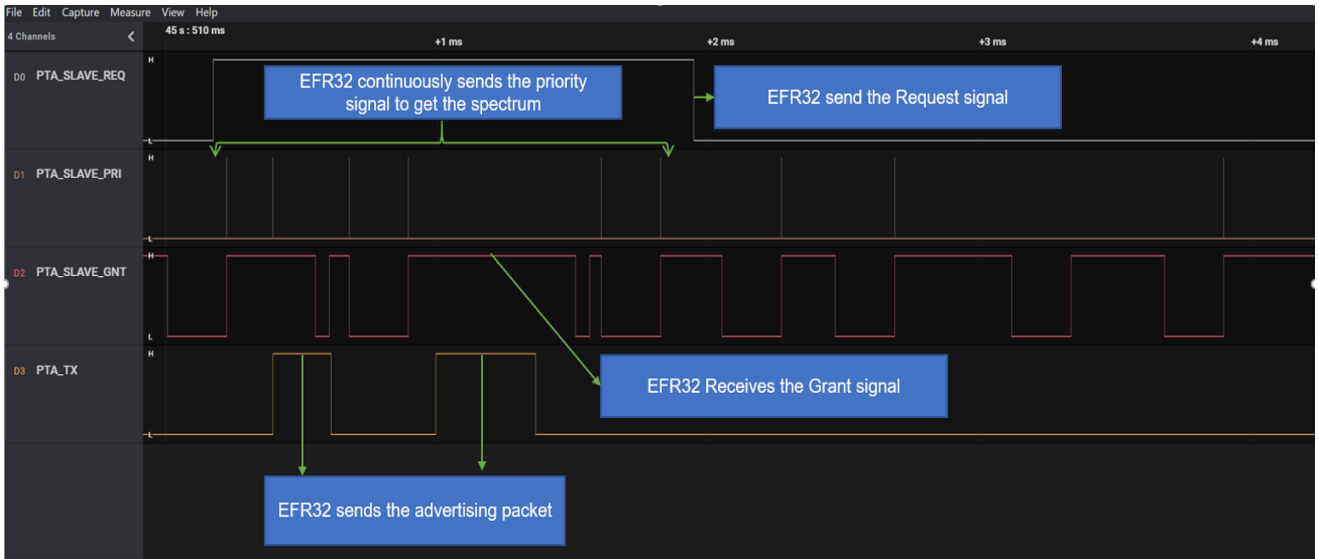 File Edit Capture Measure View Help
4 Channels
45 s : 510 ms
+1 ms
+2 ms
+3 ms
+4 ms
D0 PTA_SLAVE_REQ
H
L
EFR32 continuously sends the priority
signal to get the spectrum
EFR32 send the Request signal
D1 PTA_SLAVE_PRI
H
L
D2 PTA_SLAVE_GNT
H
L
D3 PTA_TX
H
L
EFR32 Receives the Grant signal
EFR32 sends the advertising packet